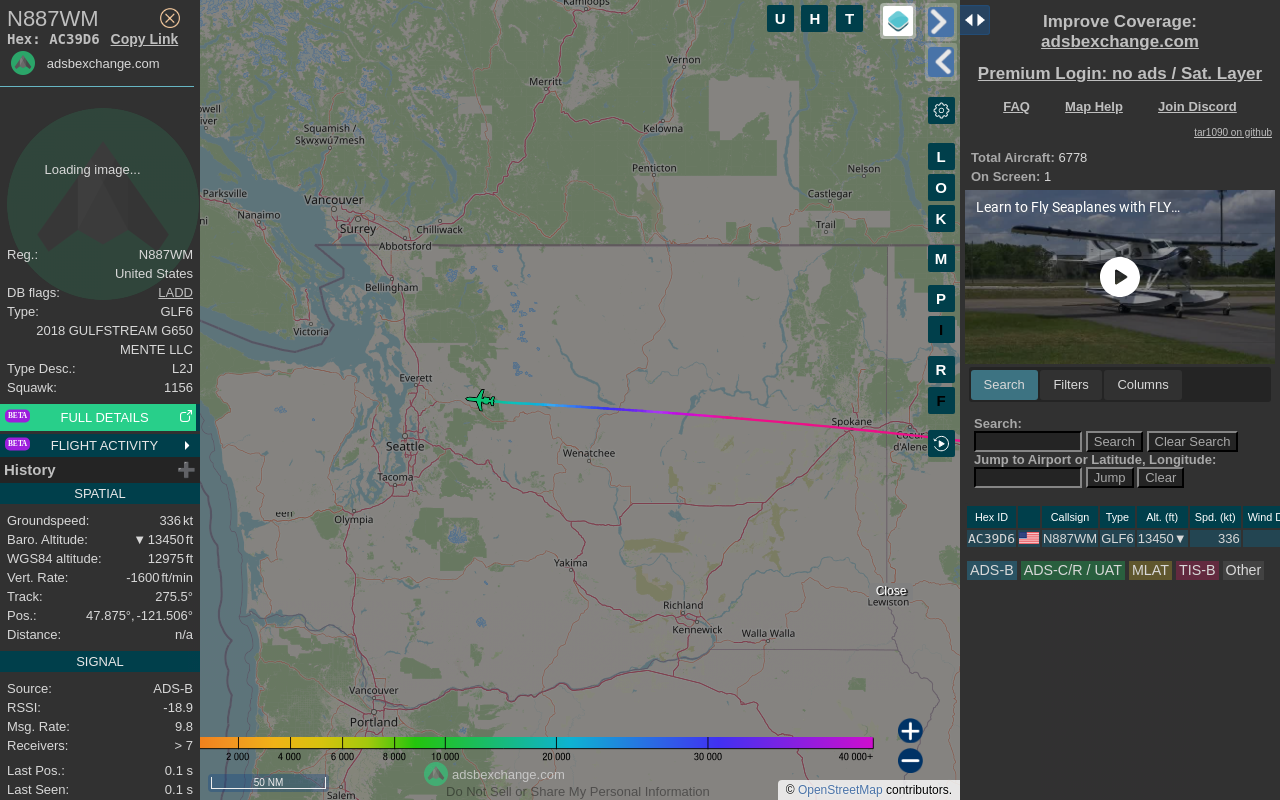 N887WM
Hex: AC39D6 Copy Link
adsbexchange.com
Loading image...
Reg.: N887WM
United States
DB flags: LADD
Type: GLF6
2018 GULFSTREAM G650
MENTE LLC
Type Desc.: L2J
Squawk: 1156
BETA FULL DETAILS
BETA FLIGHT ACTIVITY
History
SPATIAL
Groundspeed: 336 kt
Baro. Altitude: ▼ 13450 ft
WGS84 altitude: 12975 ft
Vert. Rate: -1600 ft/min
Track: 275.5°
Pos.: 47.875°, -121.506°
Distance: n/a
SIGNAL
Source: ADS-B
RSSI: -18.9
Msg. Rate: 9.8
Receivers: > 7
Last Pos.: 0.1 s
Last Seen: 0.1 s
U H T
Kamloops
Vernon
Merritt
owell
iver
Squamish /
Sḵwx̱wú7mesh
Kelowna
Penticton
Nelson
Castlegar
Parksville
Vancouver
Nanaimo
ni
Surrey
Chilliwack
Trail
Abbotsford
Bellingham
Victoria
Everett
Seattle
Spokane
Coeur
d'Alene
Wenatchee
Tacoma
een
Olympia
Yakima
Richland
Kennewick
Walla Walla
Close
Lewiston
Vancouver
Portland
Salem
L
O
K
M
P
I
R
F
2 000 4 000 6 000 8 000 10 000 20 000 30 000 40 000+
50 NM
adsbexchange.com
Do Not Sell or Share My Personal Information
© OpenStreetMap contributors.
Improve Coverage:
adsbexchange.com
Premium Login: no ads / Sat. Layer
FAQ Map Help Join Discord
tar1090 on github
Total Aircraft: 6778
On Screen: 1
Learn to Fly Seaplanes with FLY...
Search Filters Columns
Search:
Search Clear Search
Jump to Airport or Latitude, Longitude:
Jump Clear
Hex ID Callsign Type Alt. (ft) Spd. (kt) Wind D
AC39D6 N887WM GLF6 13450▼ 336
ADS-B ADS-C/R / UAT MLAT TIS-B Other